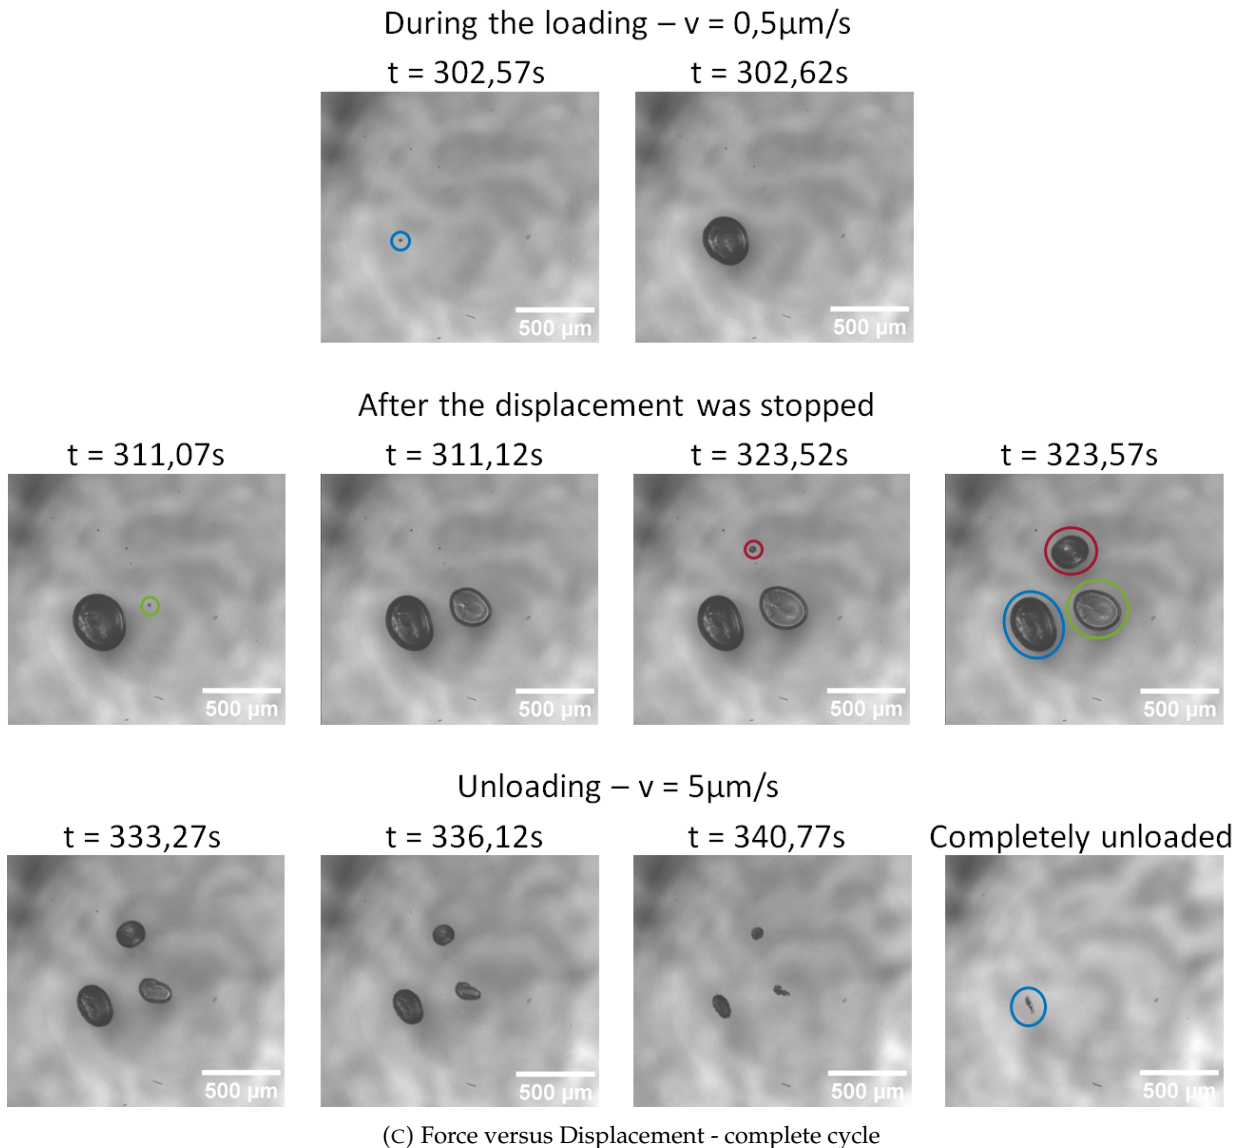 During the loading – v = 0,5µm/s
t = 302,57s
t = 302,62s
500 µm
500 µm
After the displacement was stopped
t = 311,07s
t = 311,12s
t = 323,52s
t = 323,57s
500 µm
500 µm
500 µm
500 µm
Unloading – v = 5µm/s
t = 333,27s
t = 336,12s
t = 340,77s
Completely unloaded
500 µm
500 µm
500 µm
500 µm
(C) Force versus Displacement - complete cycle